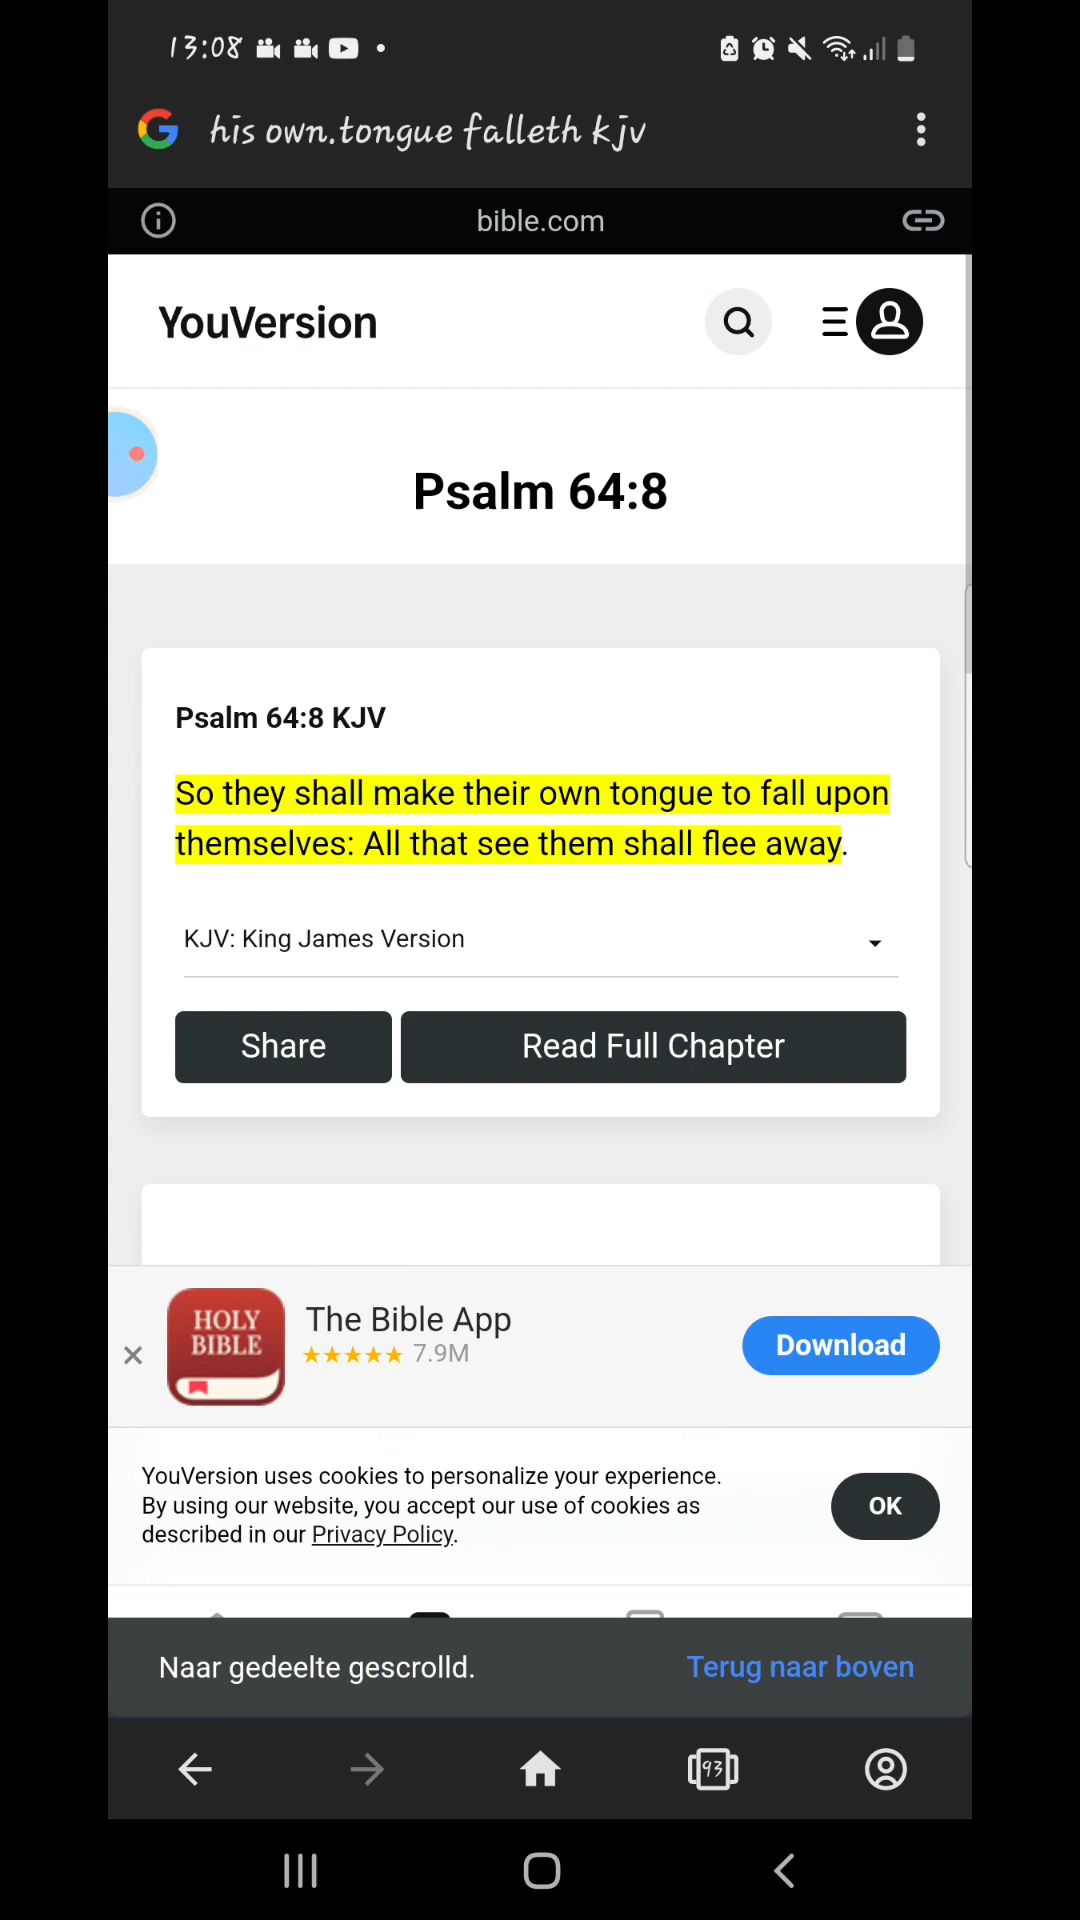 13:08
his own.tongue falleth kjv
bible.com
YouVersion
Psalm 64:8
Psalm 64:8 KJV
So they shall make their own tongue to fall upon
themselves: All that see them shall flee away.
KJV: King James Version
Share
Read Full Chapter
HOLY
BIBLE
The Bible App
7.9M
Download
YouVersion uses cookies to personalize your experience.
By using our website, you accept our use of cookies as
described in our Privacy Policy.
OK
Naar gedeelte gescrolld.
Terug naar boven
93